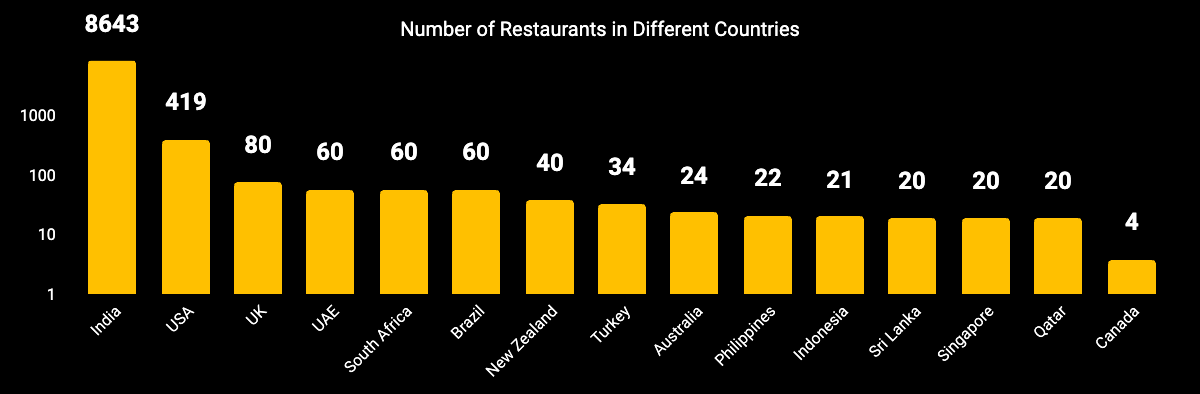 Number of Restaurants in Different Countries
8643
419
80
60
60
60
40
34
24
22
21
20
20
20
4
1000
100
10
1
India
USA
UK
UAE
South Africa
Brazil
New Zealand
Turkey
Australia
Philippines
Indonesia
Sri Lanka
Singapore
Qatar
Canada